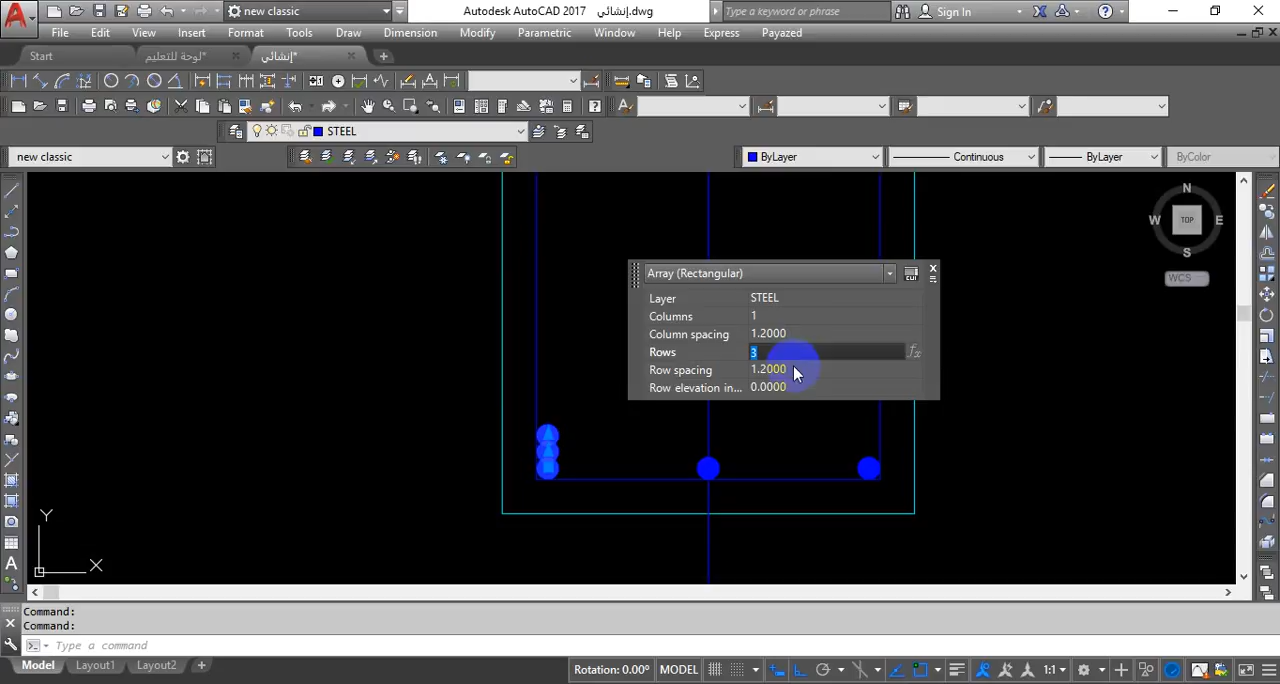 new classic
Autodesk AutoCAD 2017 إنشائي.dwg
Type a keyword or phrase
Sign In
File Edit View Insert Format Tools Draw Dimension Modify Parametric Window Help Express Payazed
Start
لوحة للتعليم*
إنشائي*
STEEL
new classic
ByLayer
Continuous
ByLayer
ByColor
N
W TOP E
S
WCS
Array (Rectangular)
Layer STEEL
Columns 1
Column spacing 1.2000
Rows 3
Row spacing 1.2000
Row elevation in... 0.0000
Y
X
Command:
Command:
Type a command
Model Layout1 Layout2 +
Rotation: 0.00° MODEL 1:1